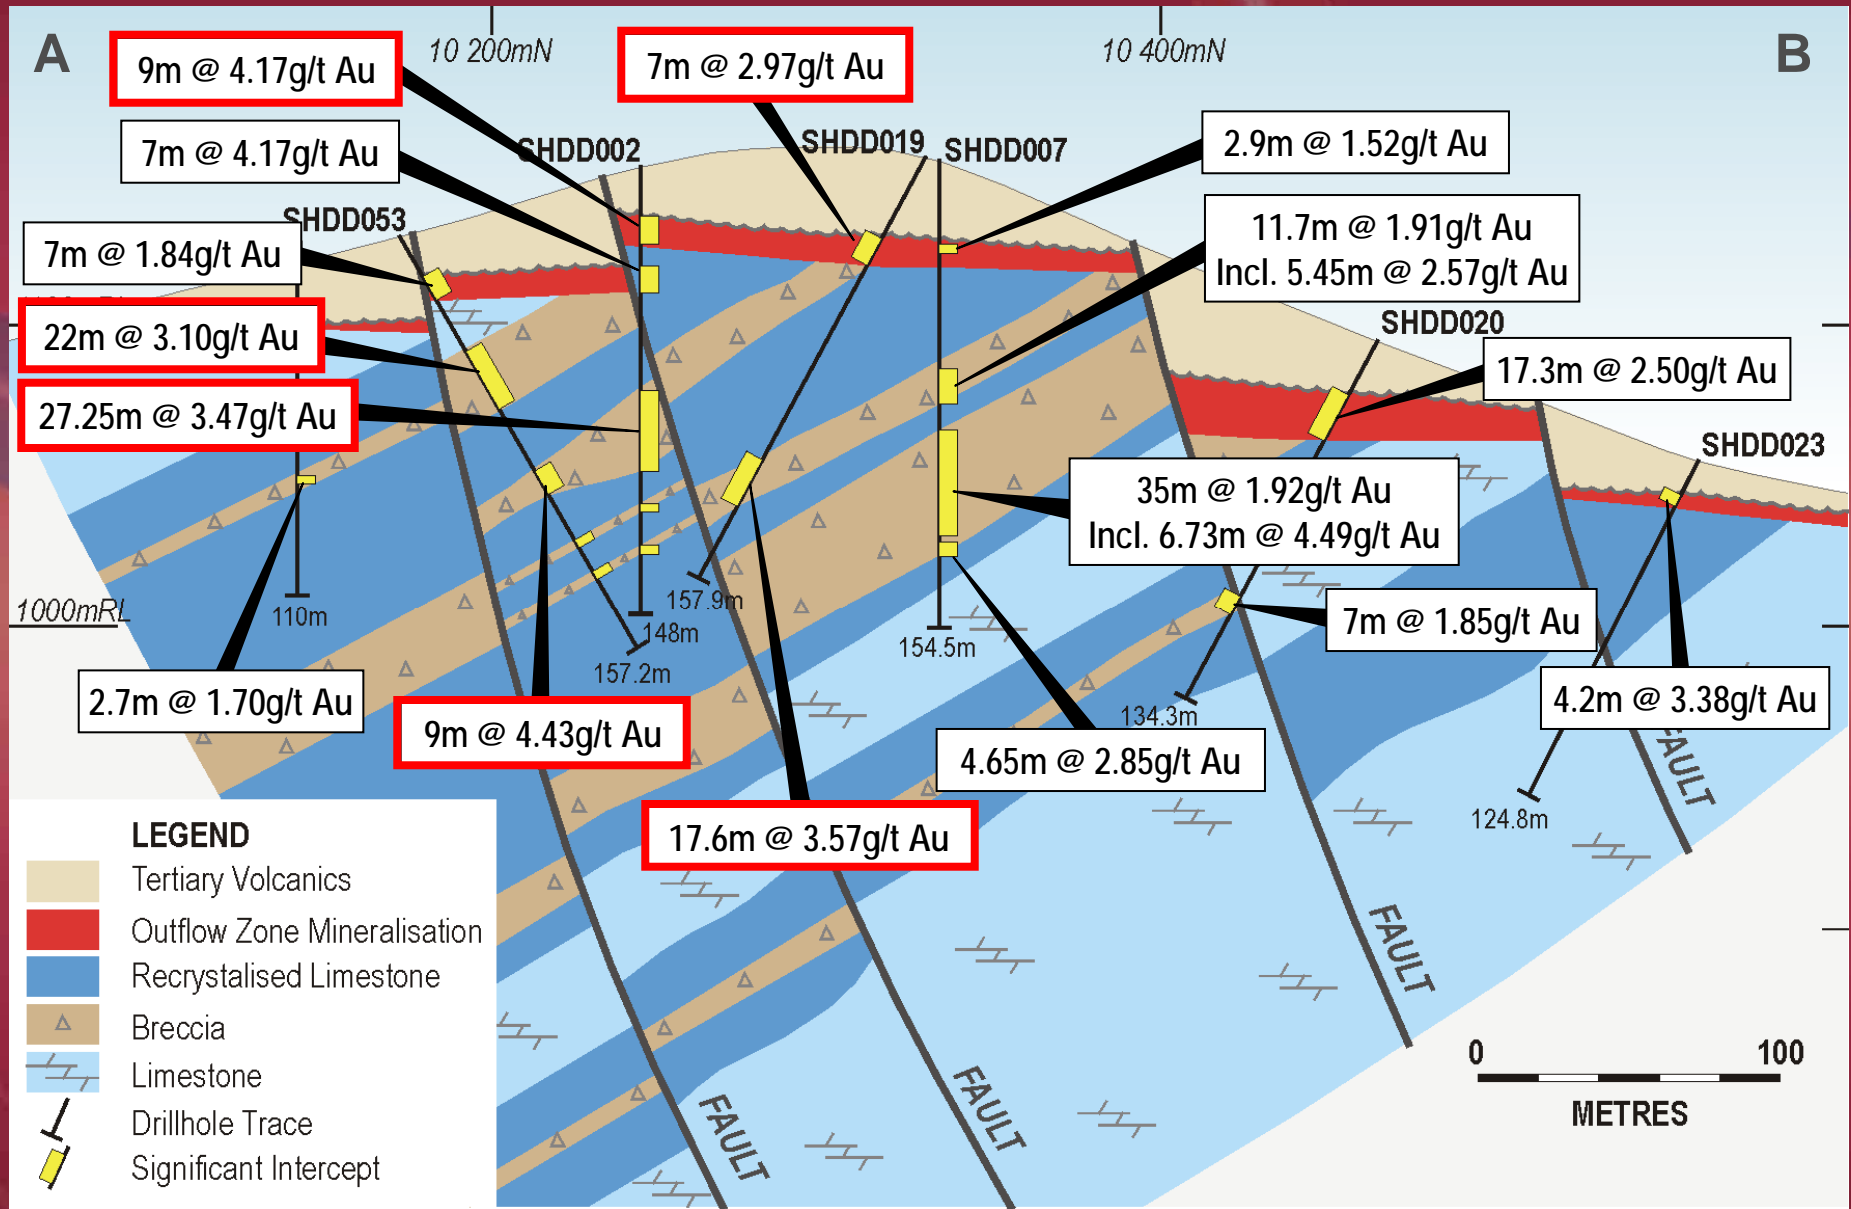 A
10 200mN
10 400mN
B
9m @ 4.17g/t Au
7m @ 2.97g/t Au
7m @ 4.17g/t Au
SHDD002
SHDD019
SHDD007
2.9m @ 1.52g/t Au
SHDD053
7m @ 1.84g/t Au
11.7m @ 1.91g/t Au
Incl. 5.45m @ 2.57g/t Au
22m @ 3.10g/t Au
SHDD020
17.3m @ 2.50g/t Au
27.25m @ 3.47g/t Au
SHDD023
35m @ 1.92g/t Au
Incl. 6.73m @ 4.49g/t Au
1000mRL
110m
157.9m
148m
157.2m
154.5m
7m @ 1.85g/t Au
2.7m @ 1.70g/t Au
9m @ 4.43g/t Au
134.3m
4.2m @ 3.38g/t Au
4.65m @ 2.85g/t Au
17.6m @ 3.57g/t Au
124.8m
FAULT
FAULT
FAULT
FAULT
LEGEND
Tertiary Volcanics
Outflow Zone Mineralisation
Recrystalised Limestone
Breccia
Limestone
Drillhole Trace
Significant Intercept
0 100
METRES